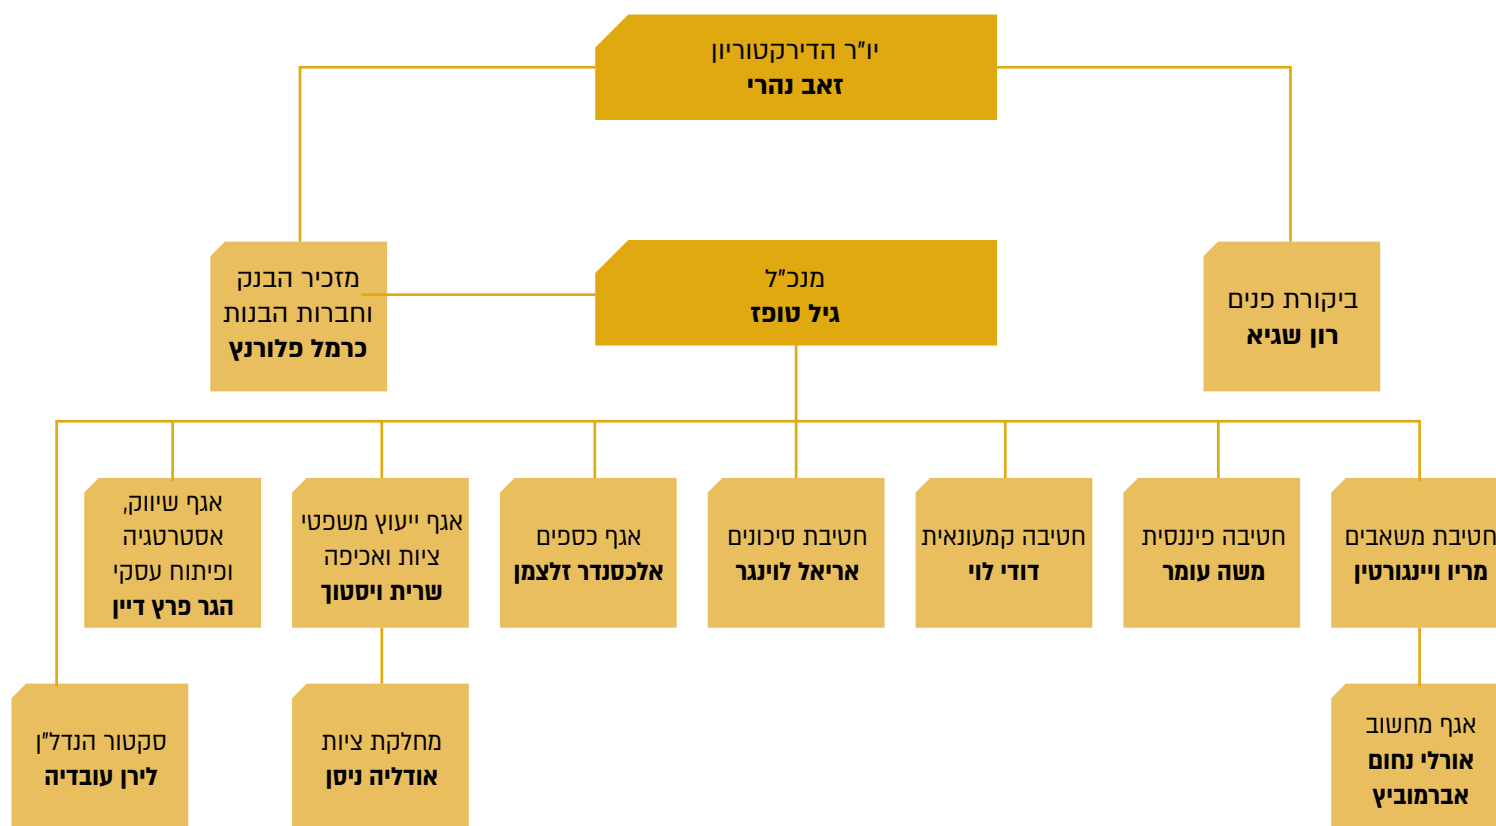 יו"ר הדירקטוריון
זאב נהרי
ביקורת פנים
רון שגיא
מנכ"ל
גיל טופז
מזכיר הבנק
וחברות הבנות
כרמל פלורנץ
חטיבת משאבים
מריו ויינגורטין
חטיבה פיננסית
משה עומר
חטיבה קמעונאית
דודי לוי
חטיבת סיכונים
אריאל לוינגר
אגף כספים
אלכסנדר זלצמן
אגף ייעוץ משפטי
ציות ואכיפה
שרית ויסטוך
אגף שיווק,
אסטרטגיה
ופיתוח עסקי
הגר פרץ דיין
אגף מחשוב
אורלי נחום
אברמוביץ
מחלקת ציות
אודליה ניסן
סקטור הנדל"ן
לירן עובדיה